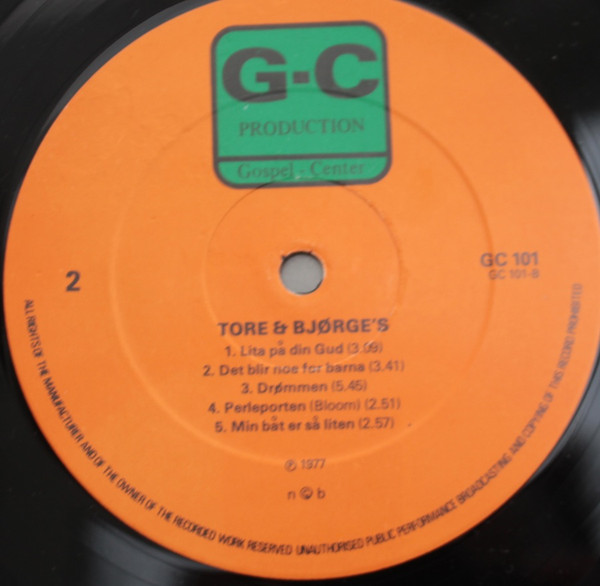 G·C
PRODUCTION
Gospel - Center
2
GC 101
GC 101-B
TORE & BJØRGE'S
1. Lita på din Gud (3.09)
2. Det blir noe for barna (3.41)
3. Drømmen (5.45)
4. Perleporten (Bloom) (2.51)
5. Min båt er så liten (2.57)
℗ 1977
n © b
ALL RIGHTS OF THE MANUFACTURER AND OF THE OWNER OF THE RECORDED WORK RESERVED UNAUTHORISED PUBLIC PERFORMANCE BROADCASTING AND COPYING OF THIS RECORD PROHIBITED